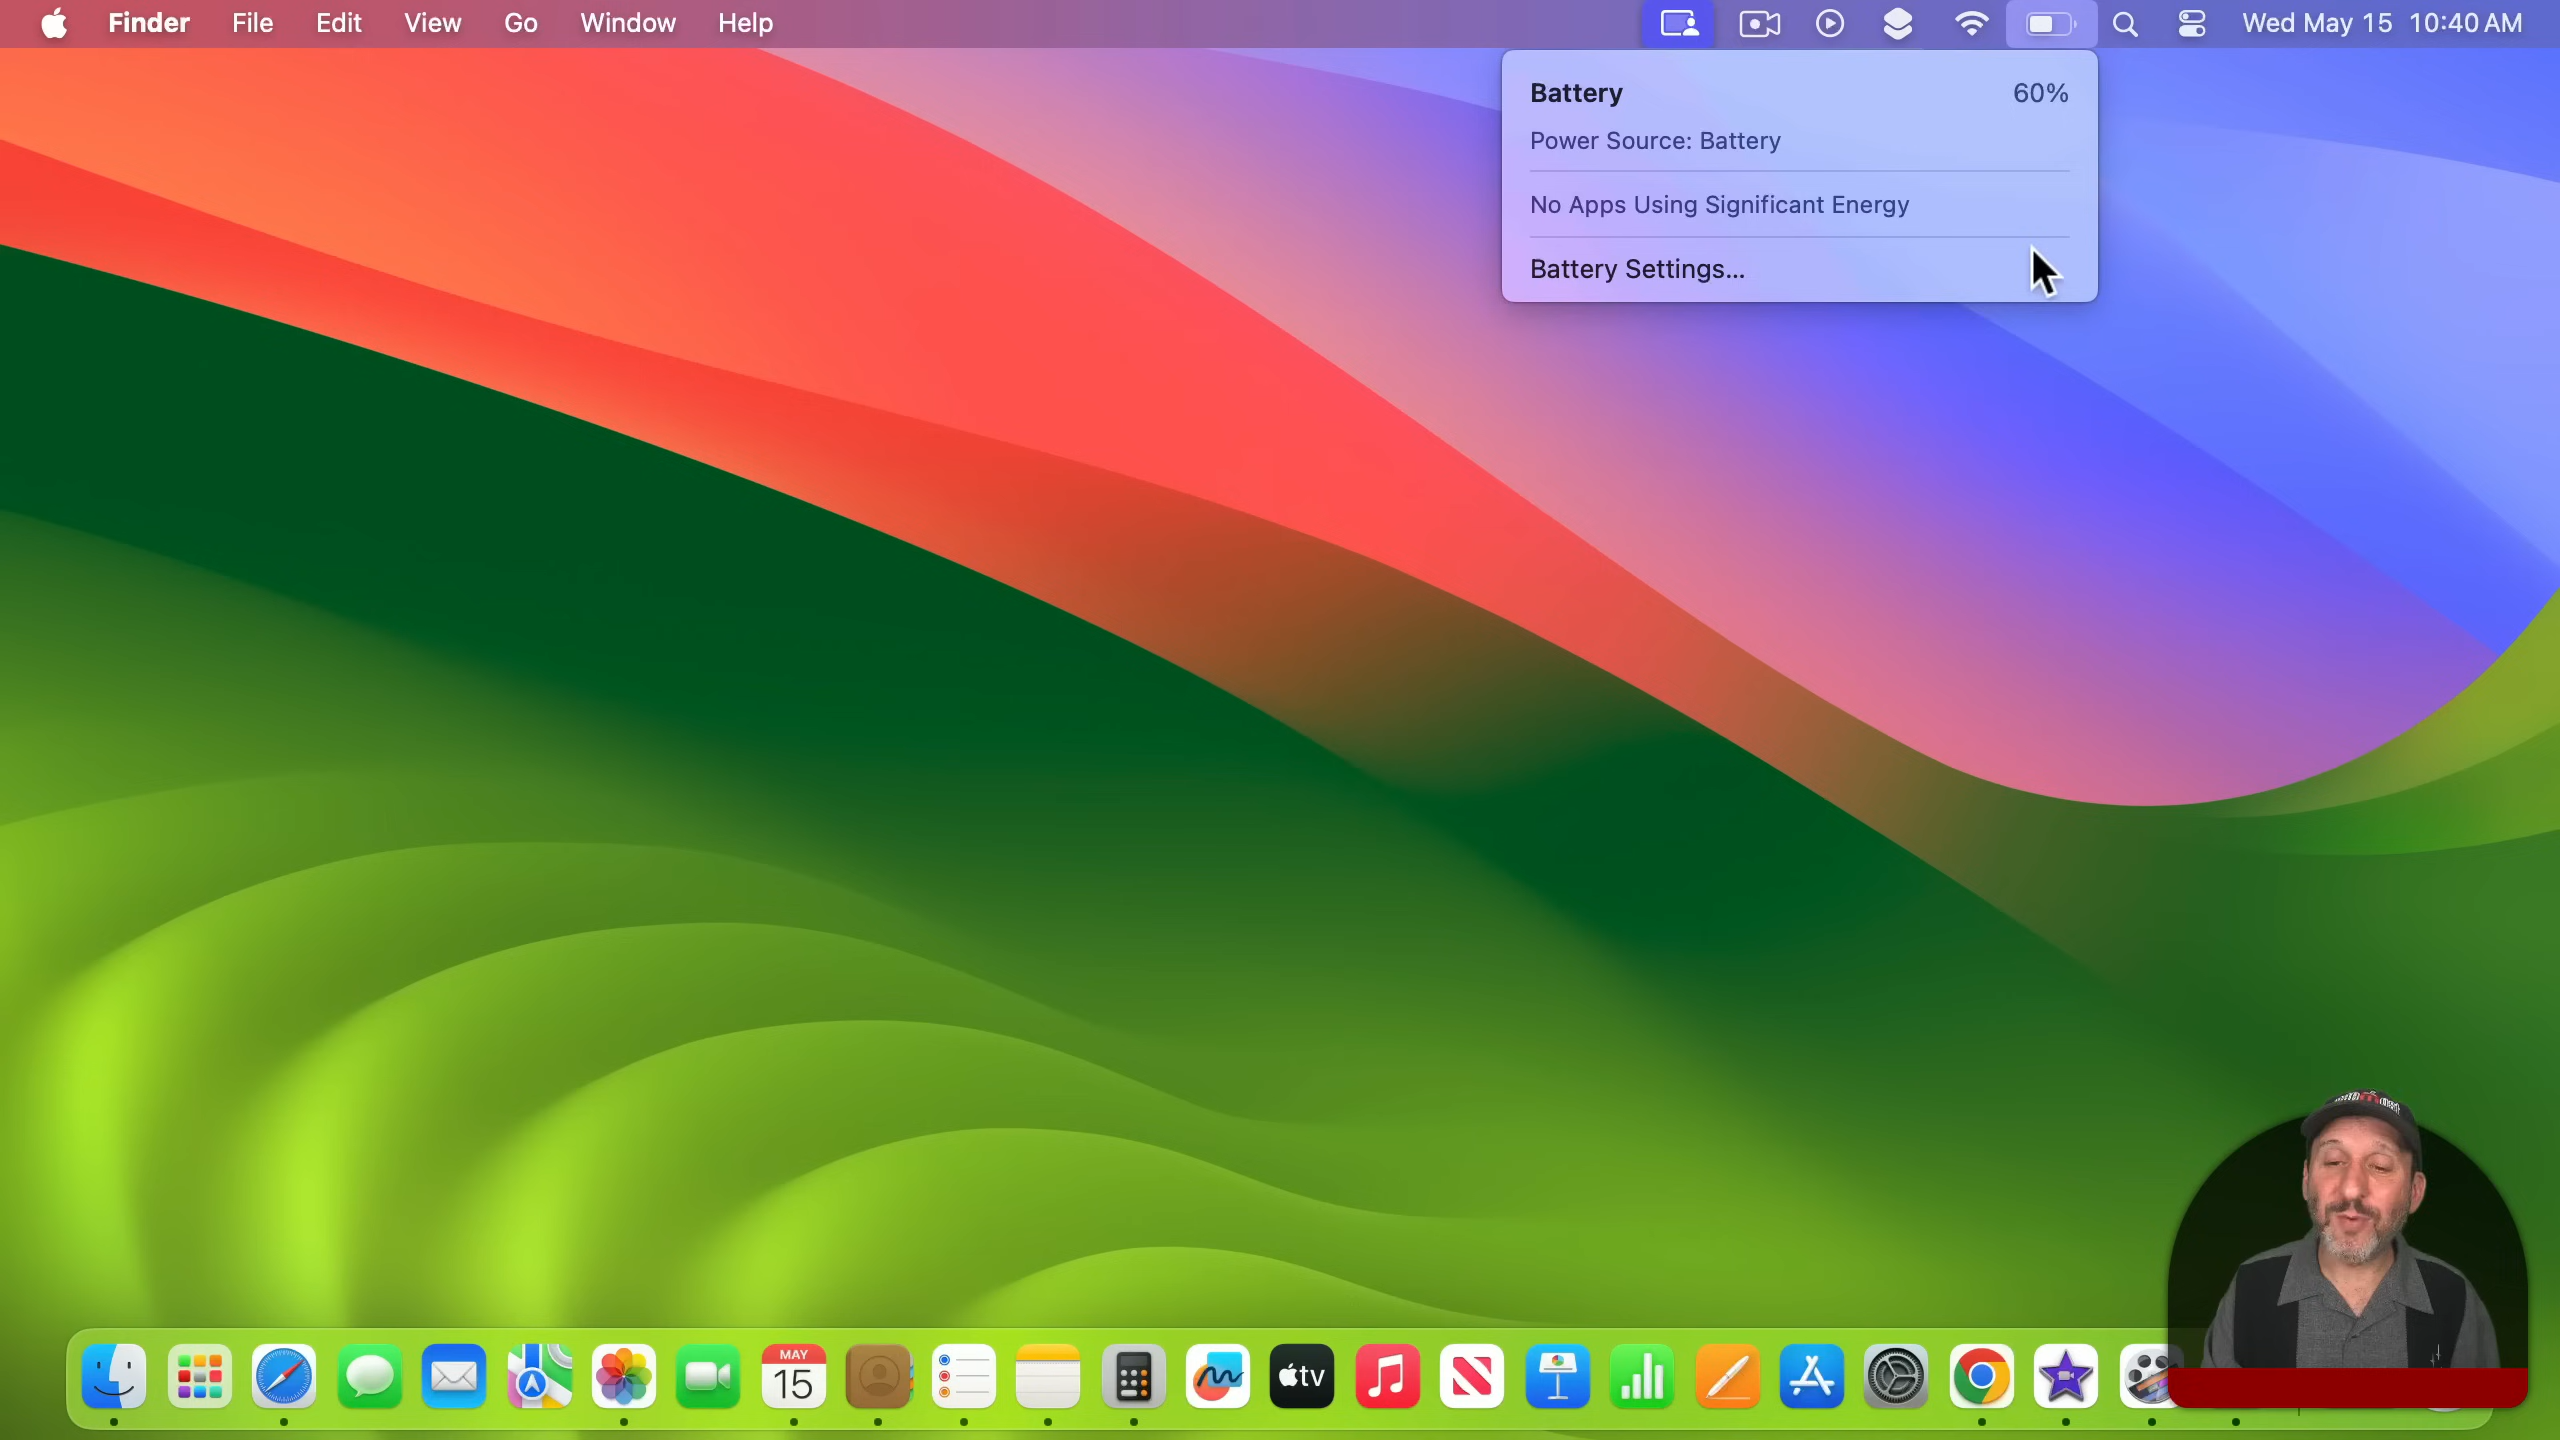 Finder File Edit View Go Window Help Wed May 15 10:40 AM
Battery 60%
Power Source: Battery
No Apps Using Significant Energy
Battery Settings...
MAY
15
tv